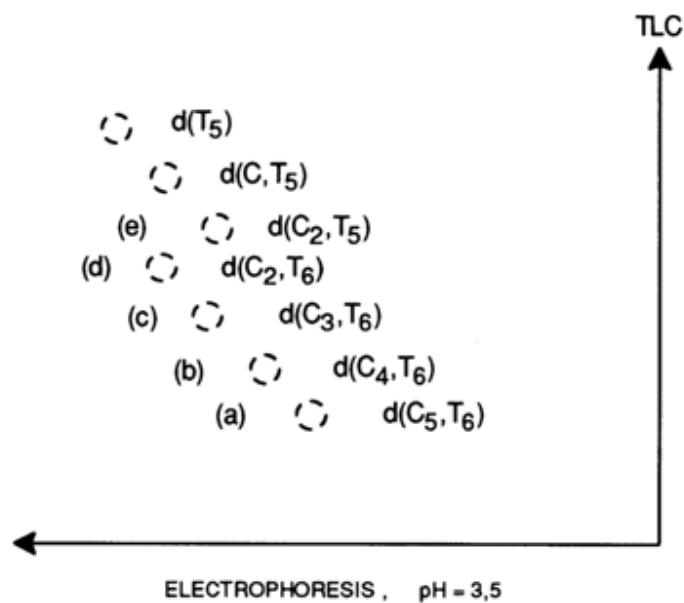 TLC
d(T5)
d(C,T5)
(e) d(C2,T5)
(d) d(C2,T6)
(c) d(C3,T6)
(b) d(C4,T6)
(a) d(C5,T6)
ELECTROPHORESIS , pH = 3,5